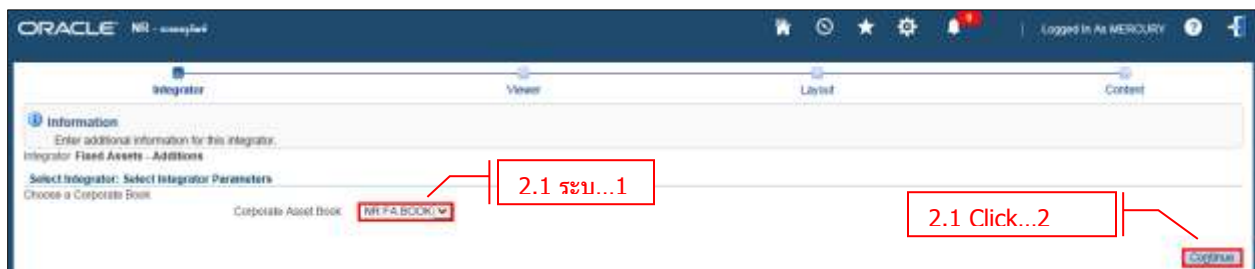 ORACLE NR -
Logged In As MERCURY
Integrator
Viewer
Layout
Content
Information
Enter additional information for this integrator.
Integrator Fixed Assets - Additions
Select Integrator: Select Integrator Parameters
Choose a Corporate Book
2.1 ระบ...1
Corporate Asset Book NR FA BOOK
2.1 Click...2
Continue